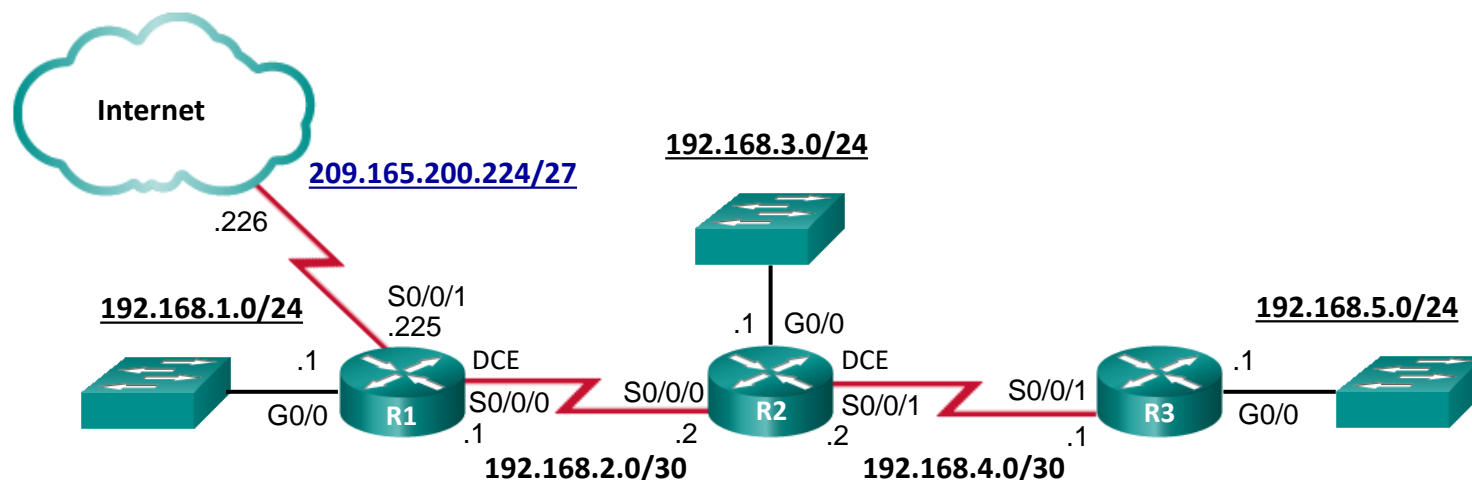 Internet
209.165.200.224/27
.226
192.168.3.0/24
192.168.1.0/24
S0/0/1
.225
.1
G0/0
R1
DCE
S0/0/0
.1
192.168.2.0/30
S0/0/0
.2
.1
G0/0
R2
DCE
S0/0/1
.2
192.168.4.0/30
S0/0/1
.1
R3
192.168.5.0/24
.1
G0/0